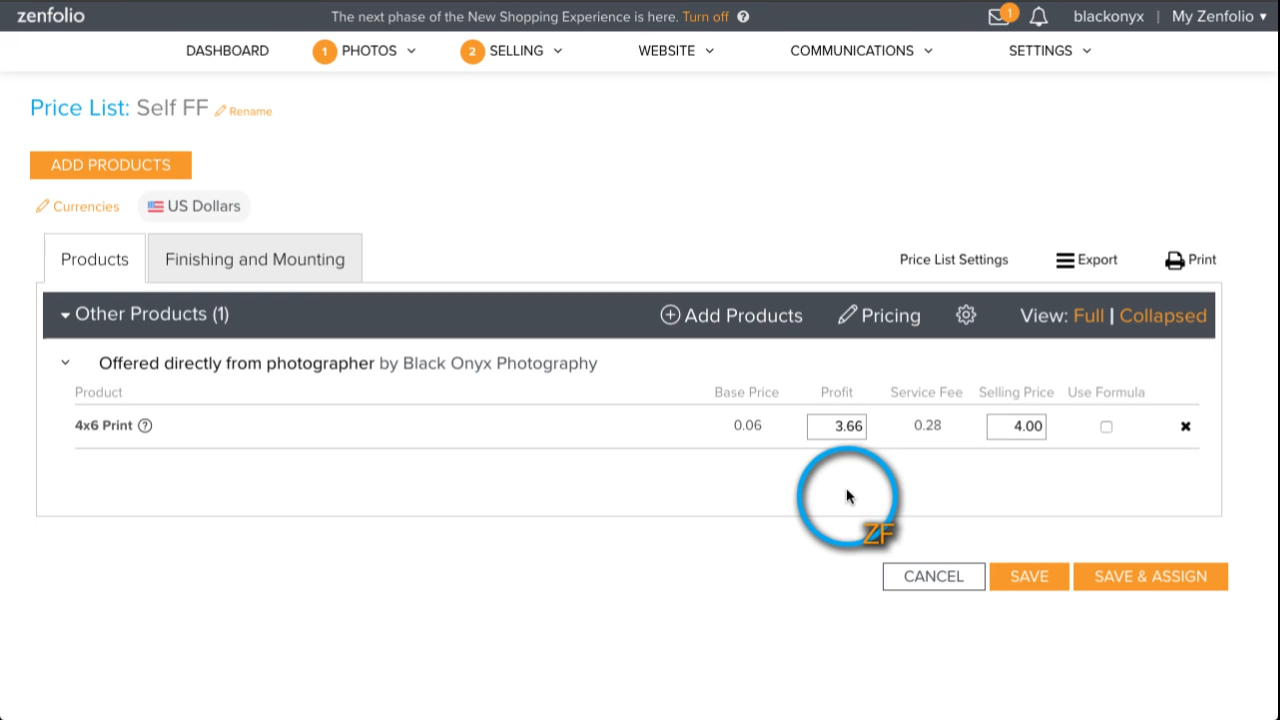 zenfolio
The next phase of the New Shopping Experience is here. Turn off ?
1
blackonyx | My Zenfolio
DASHBOARD 1 PHOTOS 2 SELLING WEBSITE COMMUNICATIONS SETTINGS
Price List: Self FF Rename
ADD PRODUCTS
Currencies US Dollars
Products Finishing and Mounting Price List Settings Export Print
Other Products (1) Add Products Pricing View: Full | Collapsed
Offered directly from photographer by Black Onyx Photography
Product Base Price Profit Service Fee Selling Price Use Formula
4x6 Print ? 0.06 3.66 0.28 4.00
ZF
CANCEL SAVE SAVE & ASSIGN